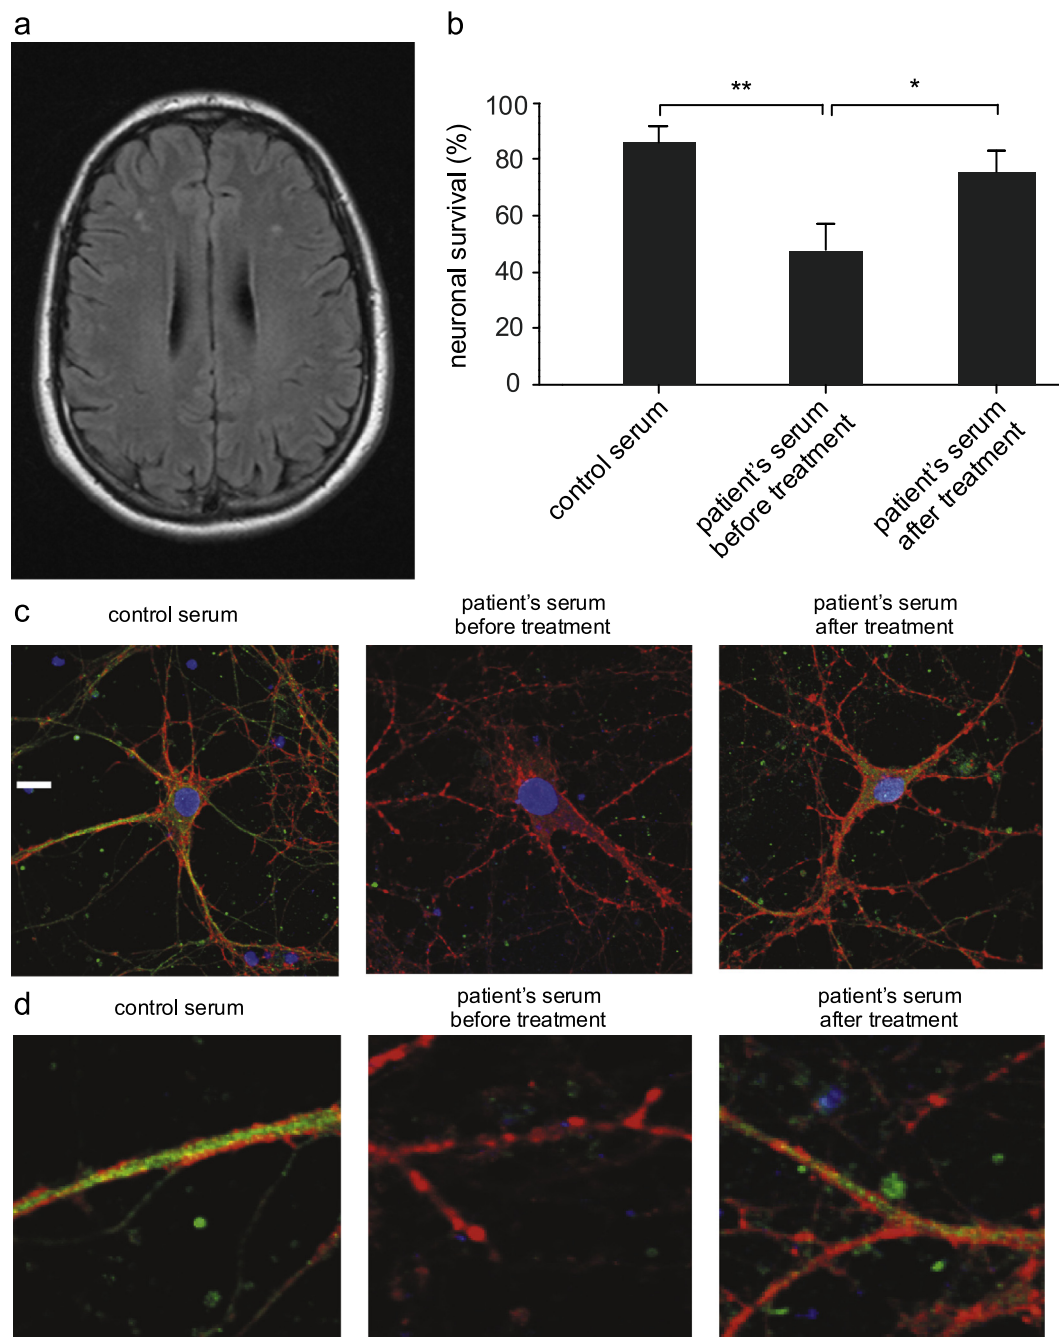 a
b
**
*
100
80
60
40
20
0
neuronal survival (%)
control serum
patient's serum
before treatment
patient's serum
after treatment
c
control serum
patient's serum
before treatment
patient's serum
after treatment
d
control serum
patient's serum
before treatment
patient's serum
after treatment